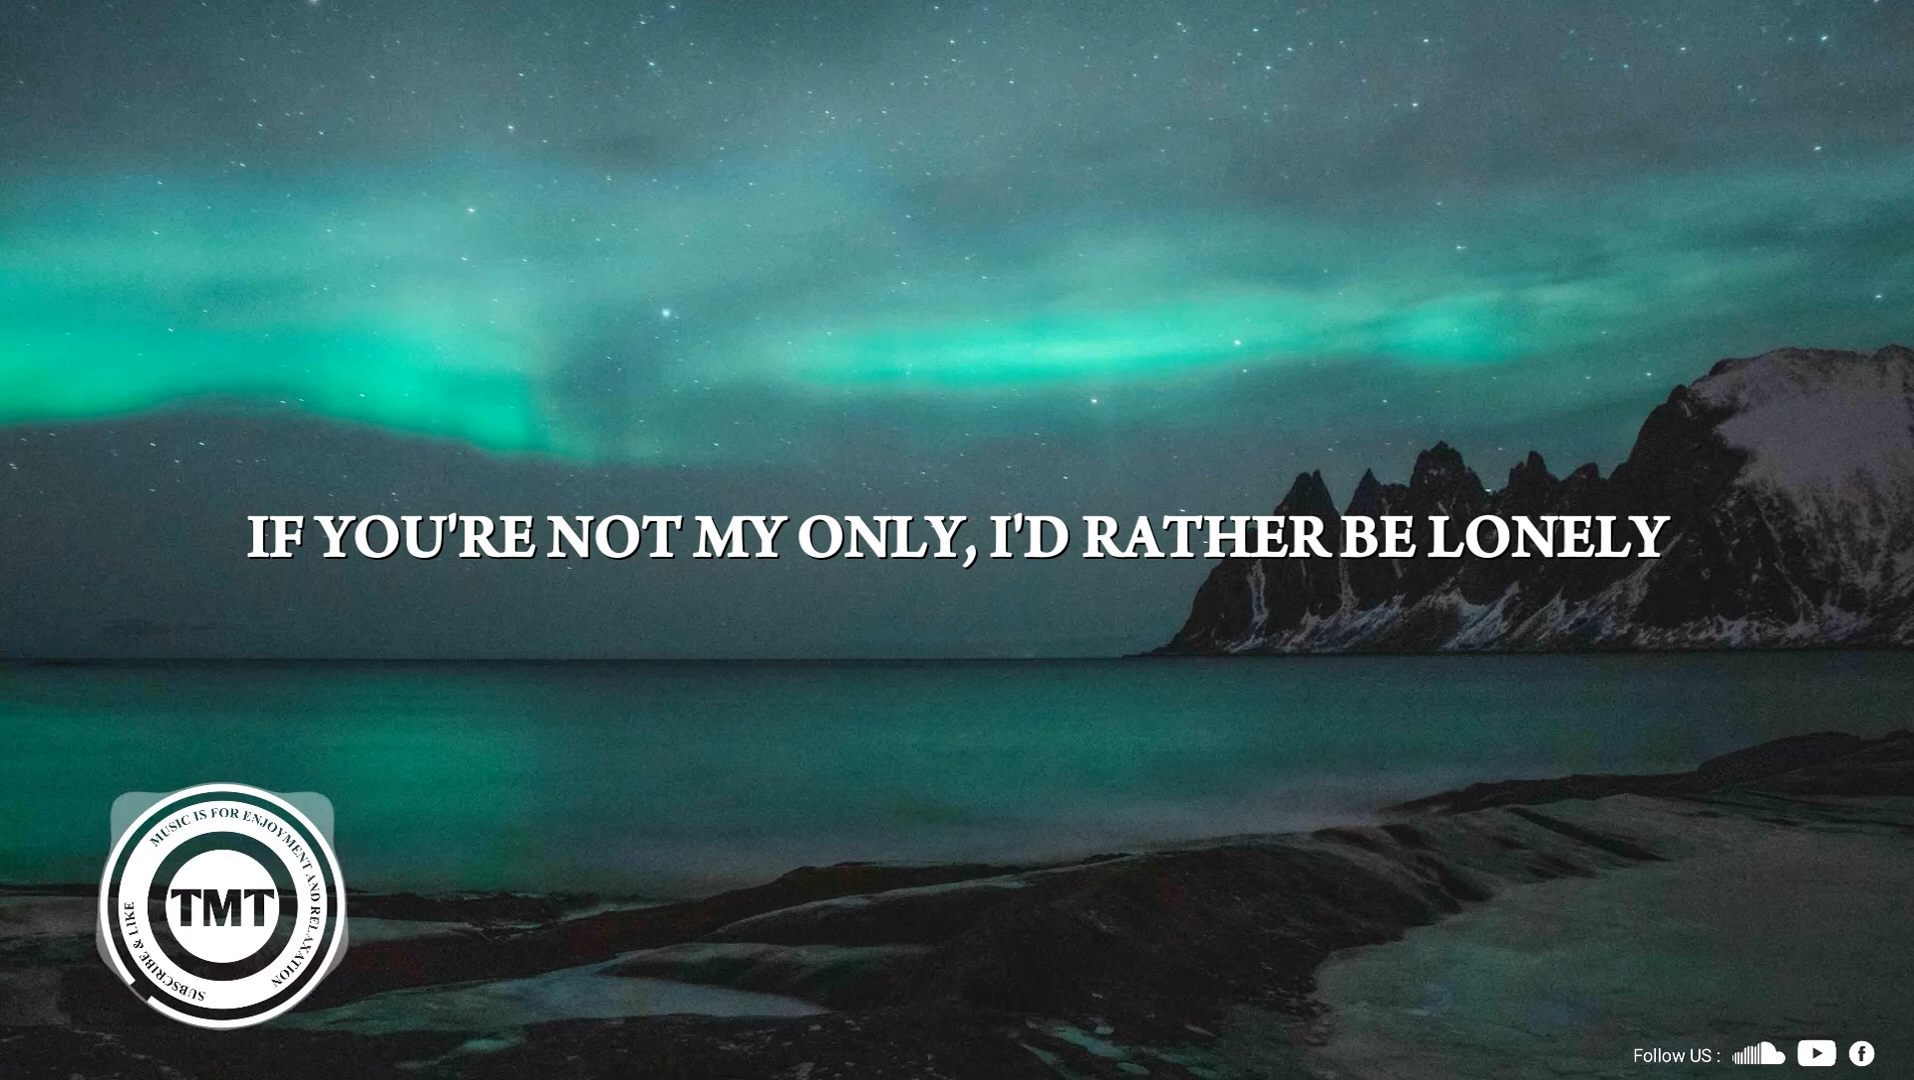 IF YOU'RE NOT MY ONLY, I'D RATHER BE LONELY
MUSIC IS FOR ENJOYMENT AND RELAXATION
TMT
SUBSCRIBE & LIKE
Follow US :